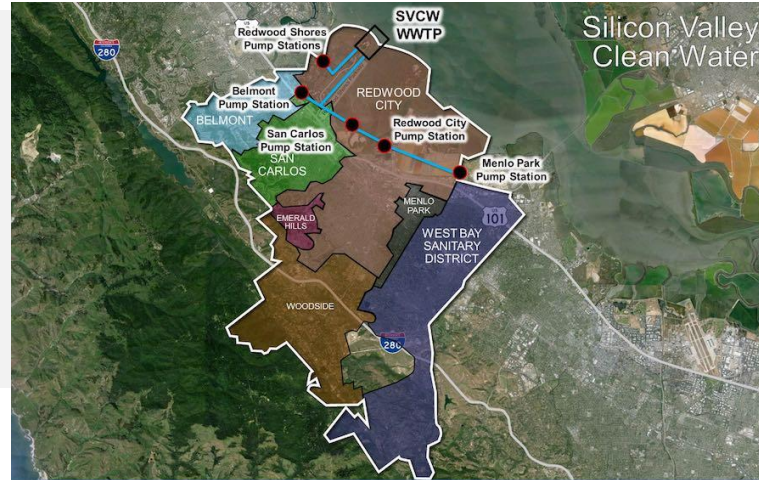 Silicon Valley
Clean Water
SVCW
WWTP
Redwood Shores
Pump Stations
280
Belmont
Pump Station
BELMONT
REDWOOD
CITY
San Carlos
Pump Station
SAN
CARLOS
Redwood City
Pump Station
Menlo Park
Pump Station
MENLO
PARK
EMERALD
HILLS
US
101
WEST BAY
SANITARY
DISTRICT
WOODSIDE
280